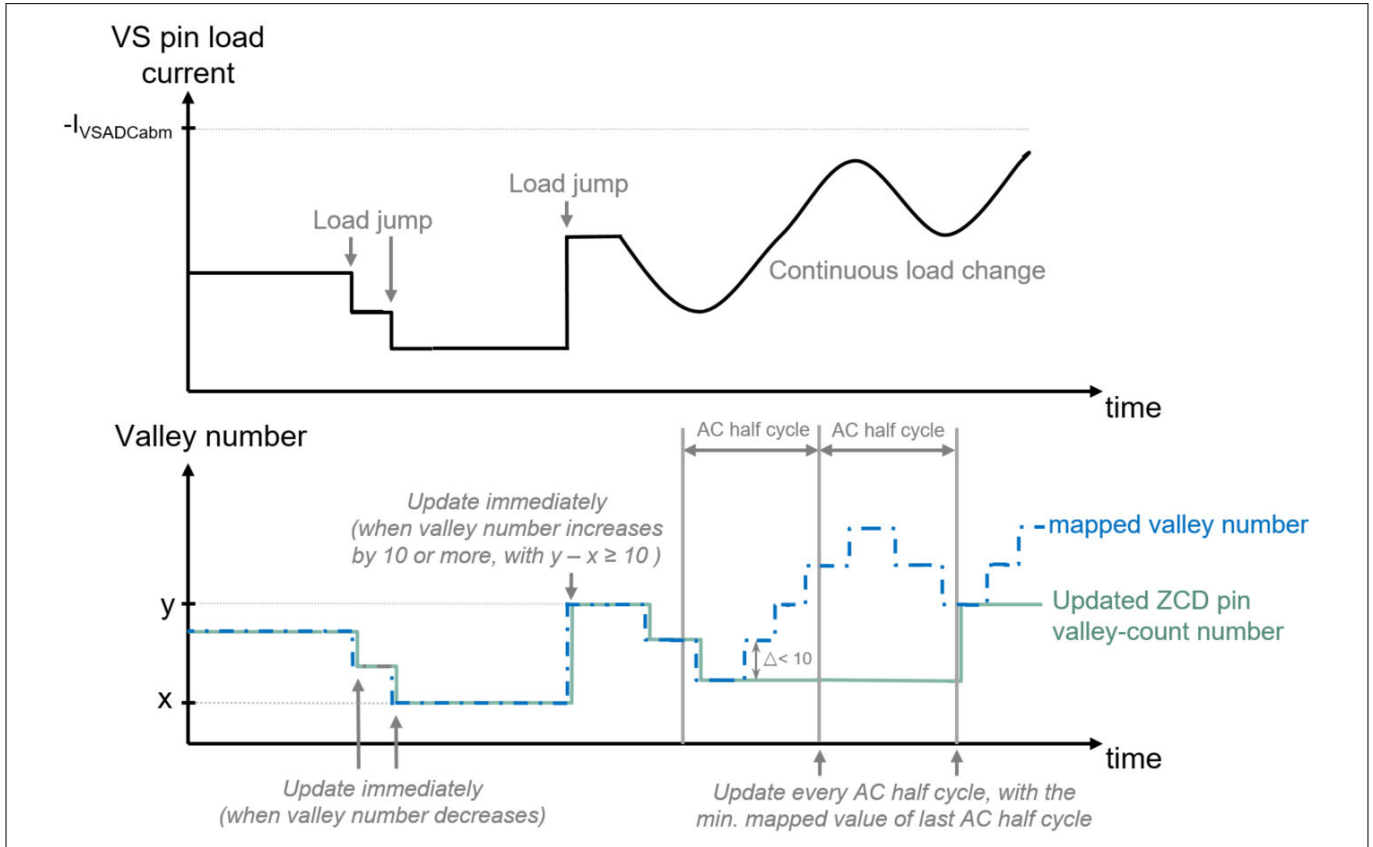 VS pin load
current
-I_VSADCabm
Load jump
Load jump
Continuous load change
time
Valley number
AC half cycle
AC half cycle
Update immediately
(when valley number increases
by 10 or more, with y – x ≥ 10 )
mapped valley number
y
Updated ZCD pin
valley-count number
△< 10
x
time
Update immediately
(when valley number decreases)
Update every AC half cycle, with the
min. mapped value of last AC half cycle